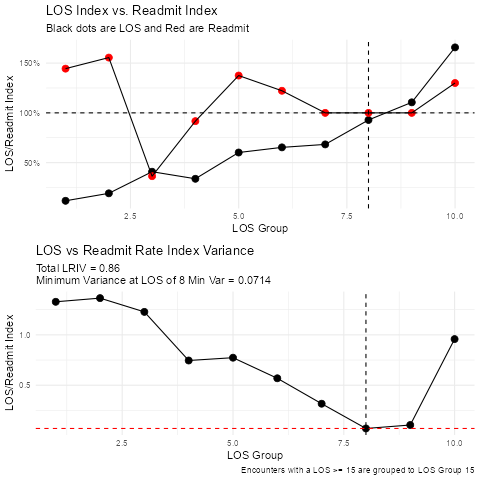 LOS Index vs. Readmit Index
Black dots are LOS and Red are Readmit
LOS/Readmit Index
150%
100%
50%
2.5 5.0 7.5 10.0
LOS Group
LOS vs Readmit Rate Index Variance
Total LRIV = 0.86
Minimum Variance at LOS of 8 Min Var = 0.0714
LOS/Readmit Index
1.0
0.5
2.5 5.0 7.5 10.0
LOS Group
Encounters with a LOS >= 15 are grouped to LOS Group 15